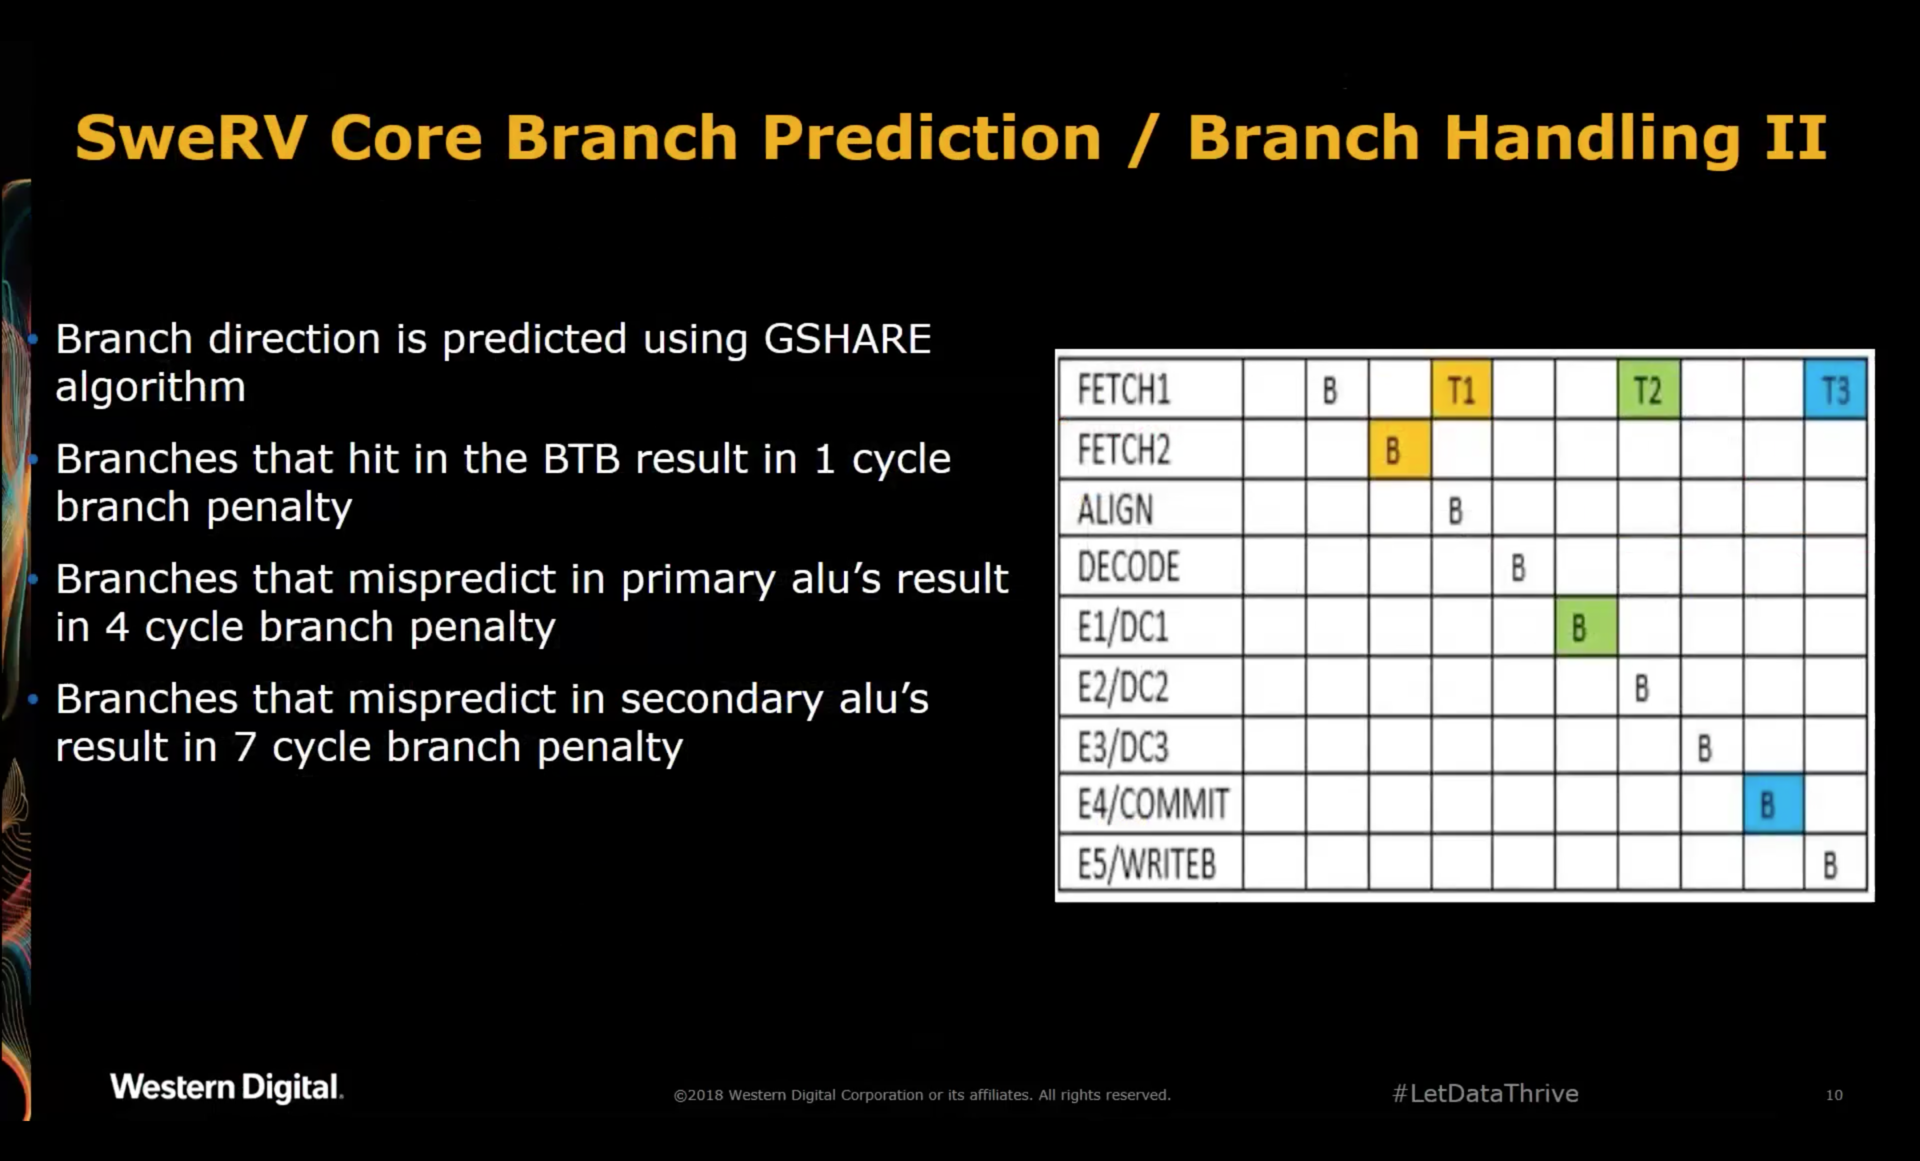 SweRV Core Branch Prediction / Branch Handling II
Branch direction is predicted using GSHARE
algorithm
Branches that hit in the BTB result in 1 cycle
branch penalty
Branches that mispredict in primary alu’s result
in 4 cycle branch penalty
Branches that mispredict in secondary alu’s
result in 7 cycle branch penalty
FETCH1 B T1 T2 T3
FETCH2 B
ALIGN B
DECODE B
E1/DC1 B
E2/DC2 B
E3/DC3 B
E4/COMMIT B
E5/WRITEB B
Western Digital.
©2018 Western Digital Corporation or its affiliates. All rights reserved.
#LetDataThrive
10